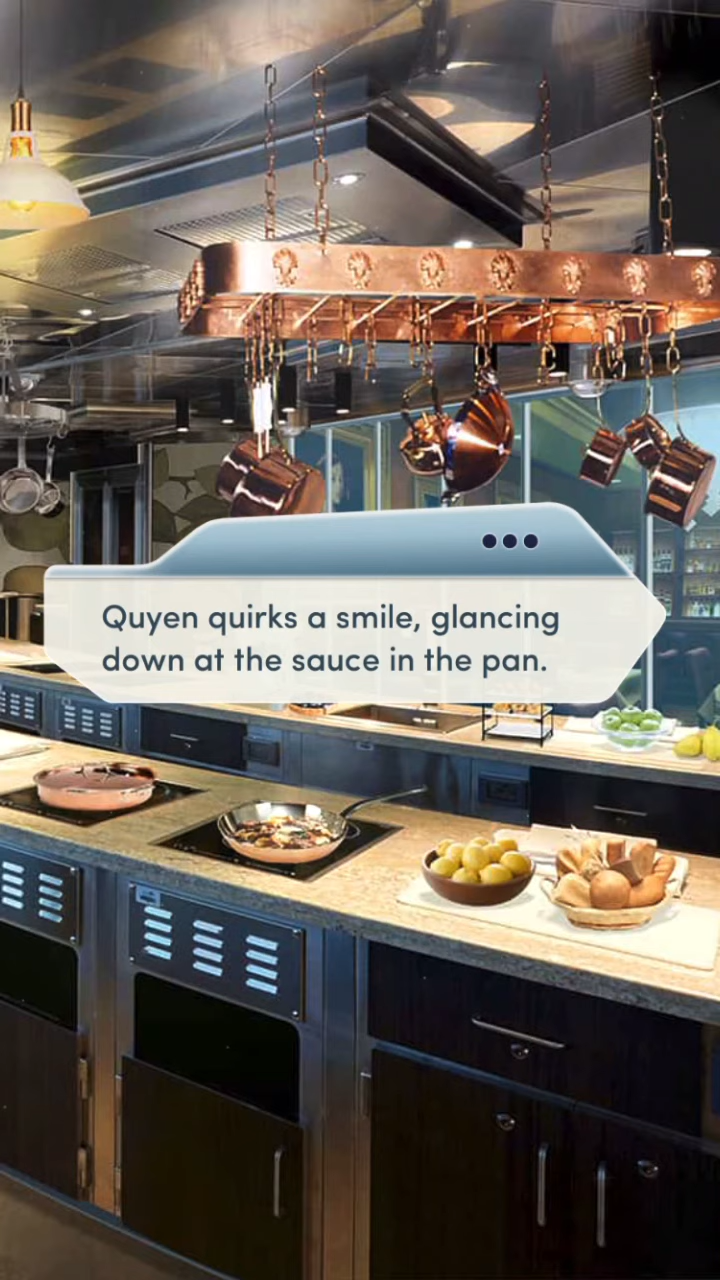 Quyen quirks a smile, glancing
down at the sauce in the pan.